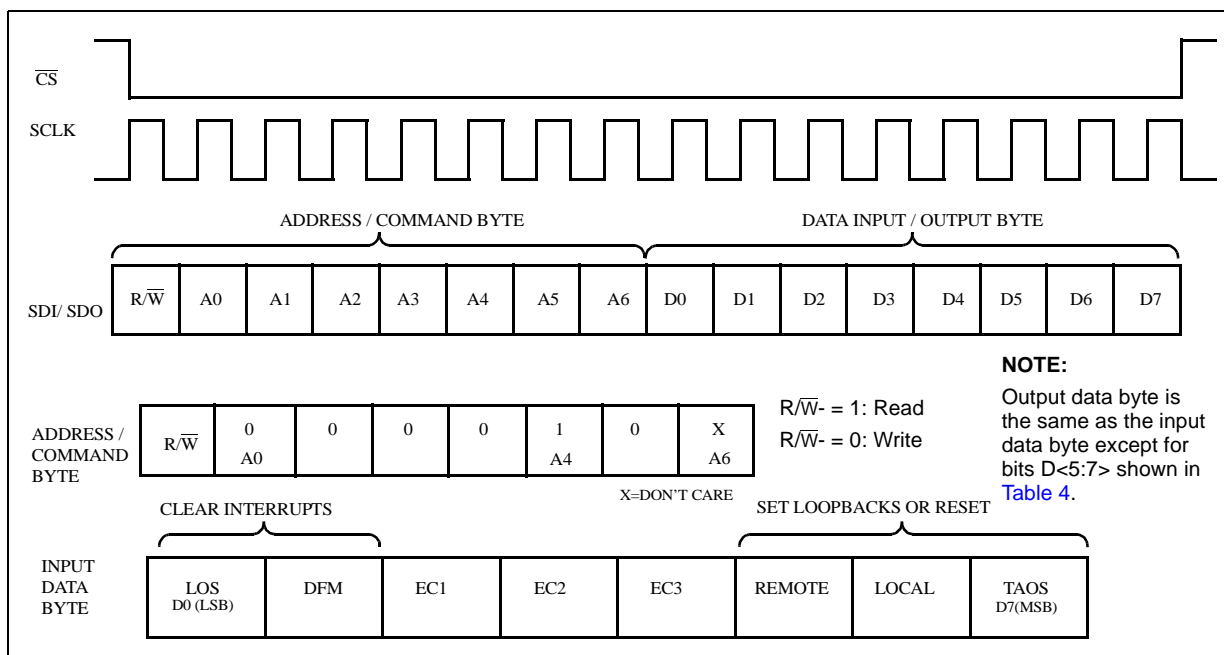 CS
SCLK
ADDRESS / COMMAND BYTE
DATA INPUT / OUTPUT BYTE
SDI/ SDO
R/W A0 A1 A2 A3 A4 A5 A6 D0 D1 D2 D3 D4 D5 D6 D7
NOTE:
Output data byte is
the same as the input
data byte except for
bits D<5:7> shown in
Table 4.
ADDRESS /
COMMAND
BYTE
R/W 0 0 0 0 1 0 X
A0 A4 A6
R/W- = 1: Read
R/W- = 0: Write
X=DON'T CARE
CLEAR INTERRUPTS
SET LOOPBACKS OR RESET
INPUT
DATA
BYTE
LOS DFM EC1 EC2 EC3 REMOTE LOCAL TAOS
D0 (LSB) D7(MSB)